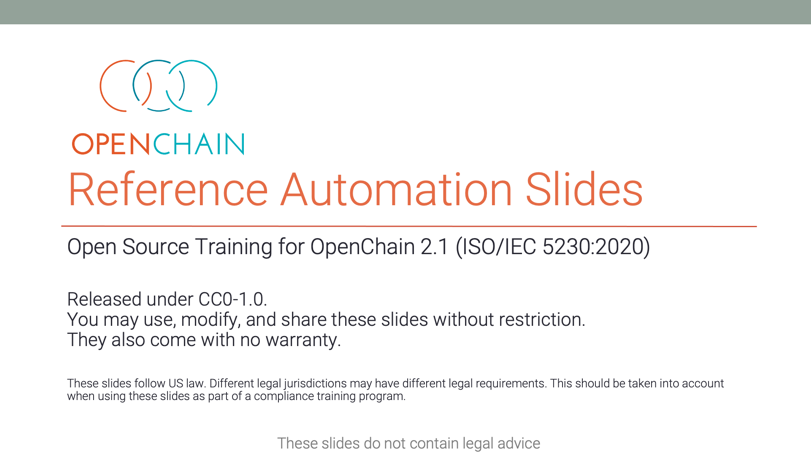 OPENCHAIN
Reference Automation Slides
Open Source Training for OpenChain 2.1 (ISO/IEC 5230:2020)
Released under CC0-1.0.
You may use, modify, and share these slides without restriction.
They also come with no warranty.
These slides follow US law. Different legal jurisdictions may have different legal requirements. This should be taken into account
when using these slides as part of a compliance training program.
These slides do not contain legal advice